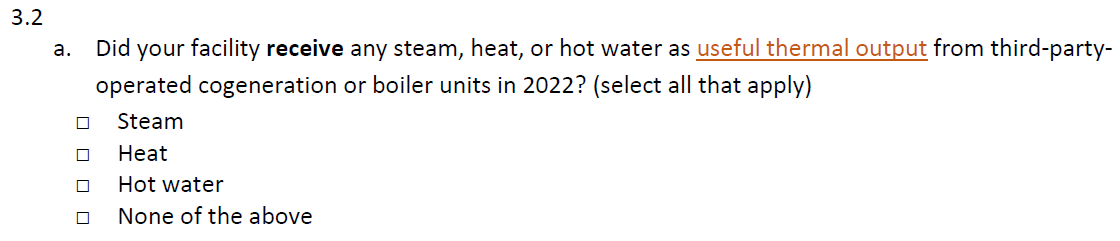 3.2
a. Did your facility receive any steam, heat, or hot water as useful thermal output from third-party-
operated cogeneration or boiler units in 2022? (select all that apply)
□ Steam
□ Heat
□ Hot water
□ None of the above